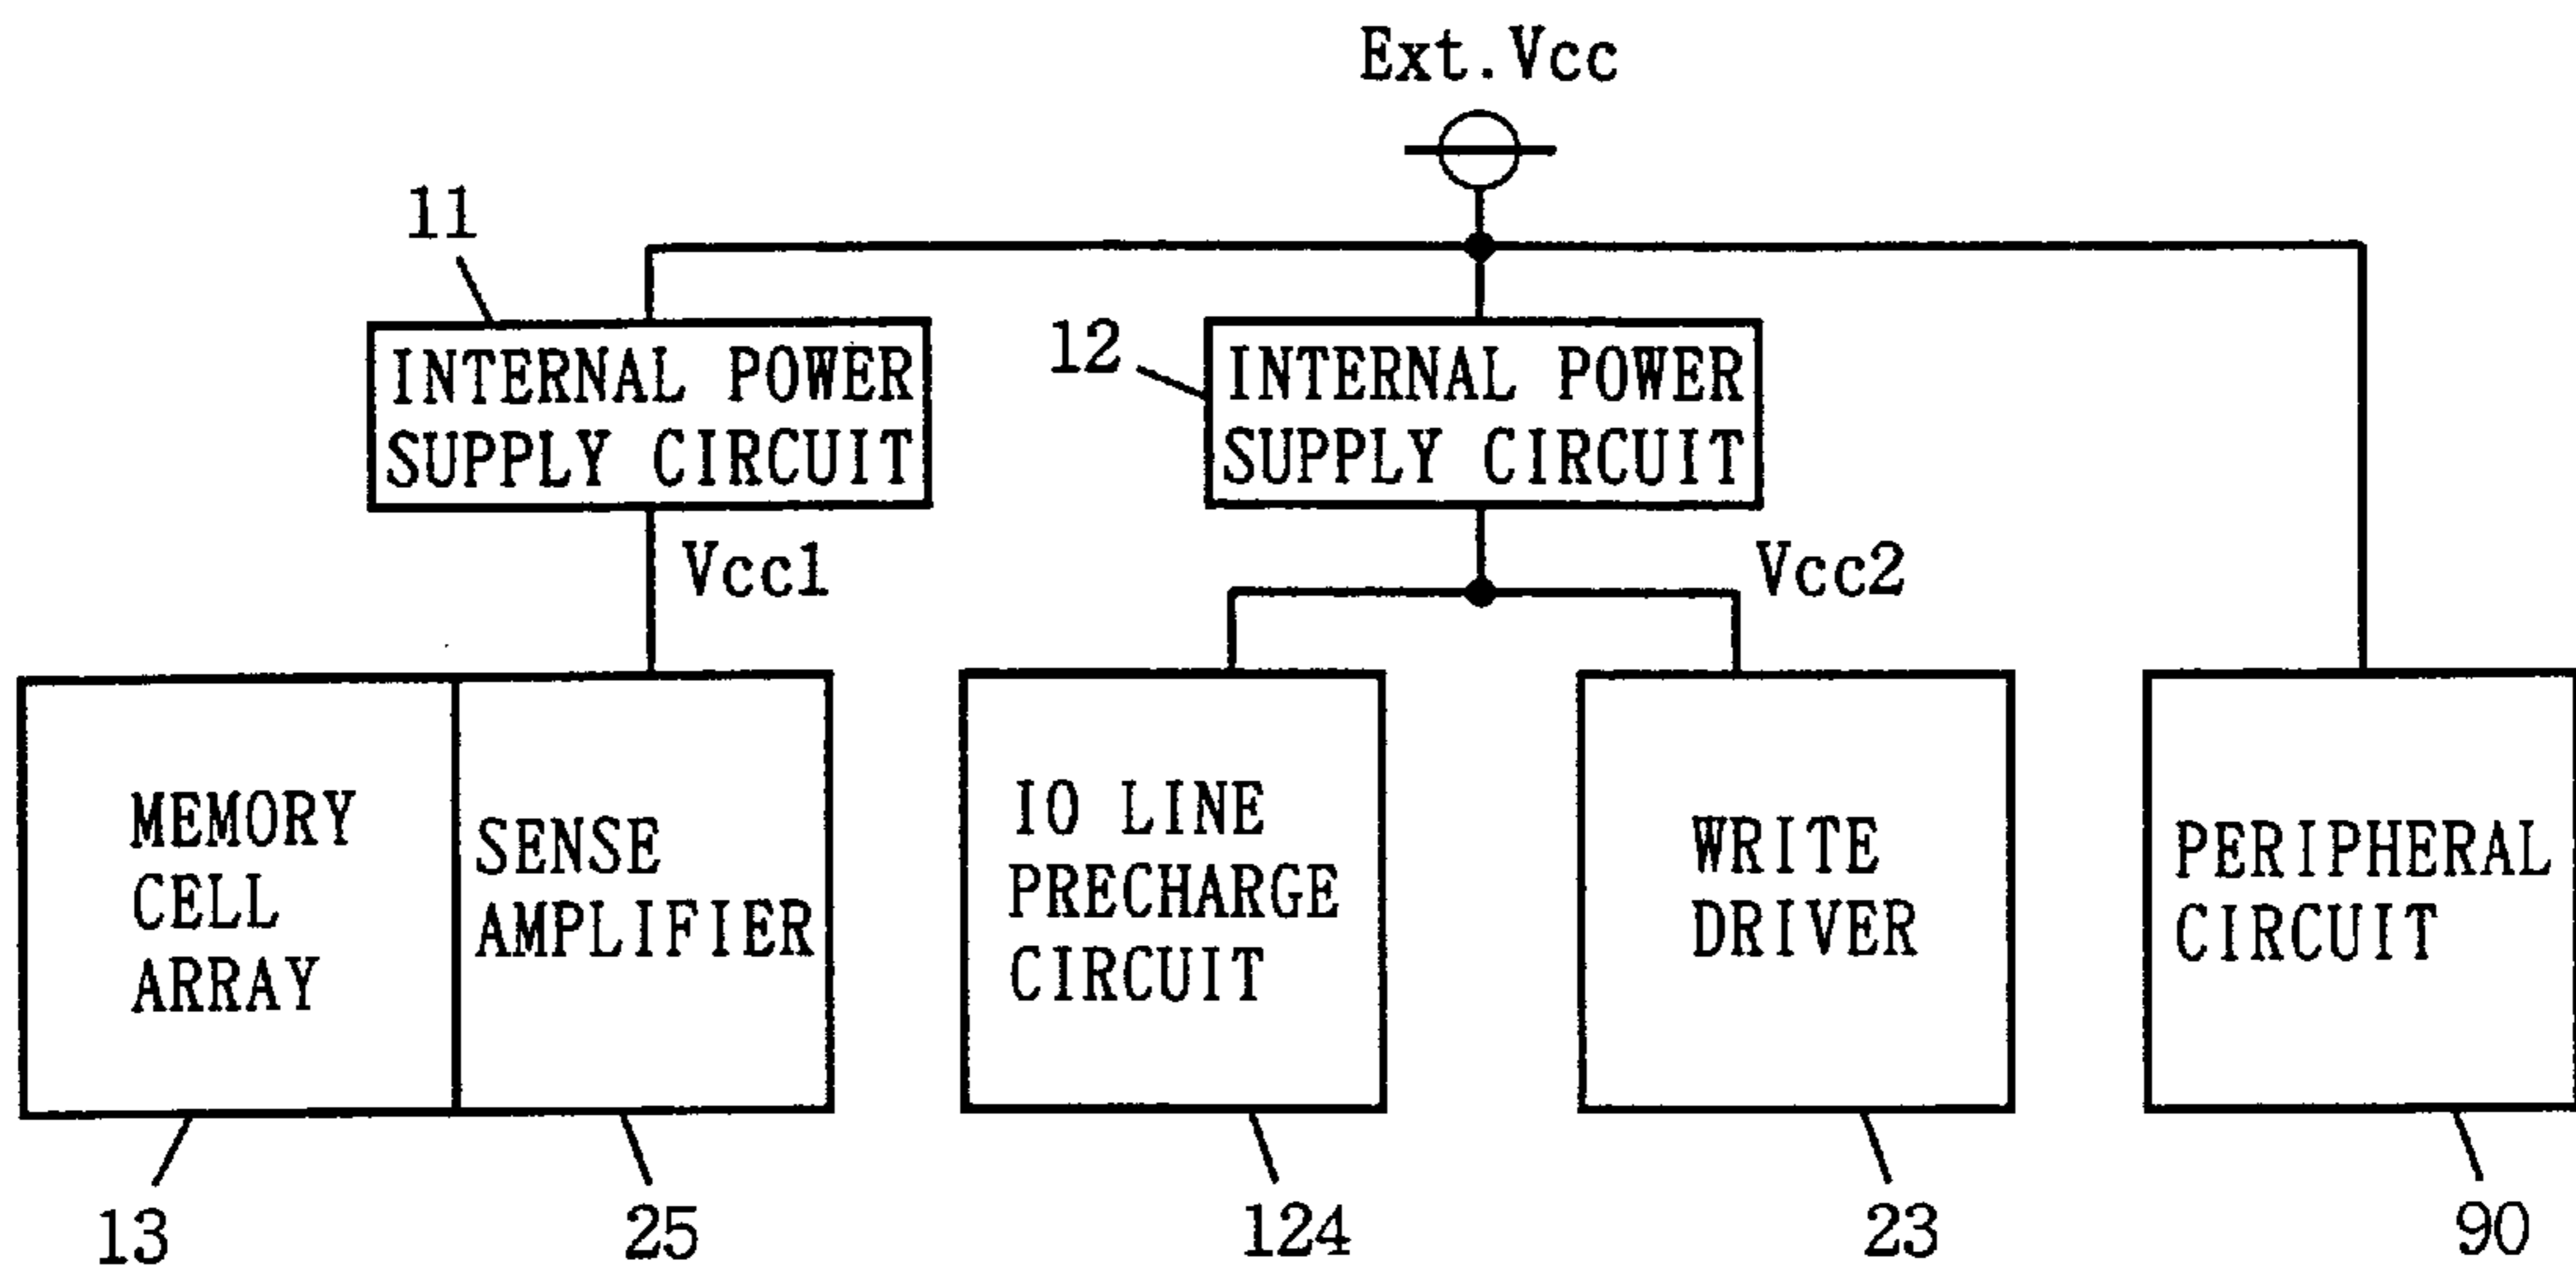 Ext.Vcc
11
INTERNAL POWER
SUPPLY CIRCUIT
12
INTERNAL POWER
SUPPLY CIRCUIT
Vcc1
Vcc2
MEMORY
CELL
ARRAY
SENSE
AMPLIFIER
IO LINE
PRECHARGE
CIRCUIT
WRITE
DRIVER
PERIPHERAL
CIRCUIT
13
25
124
23
90